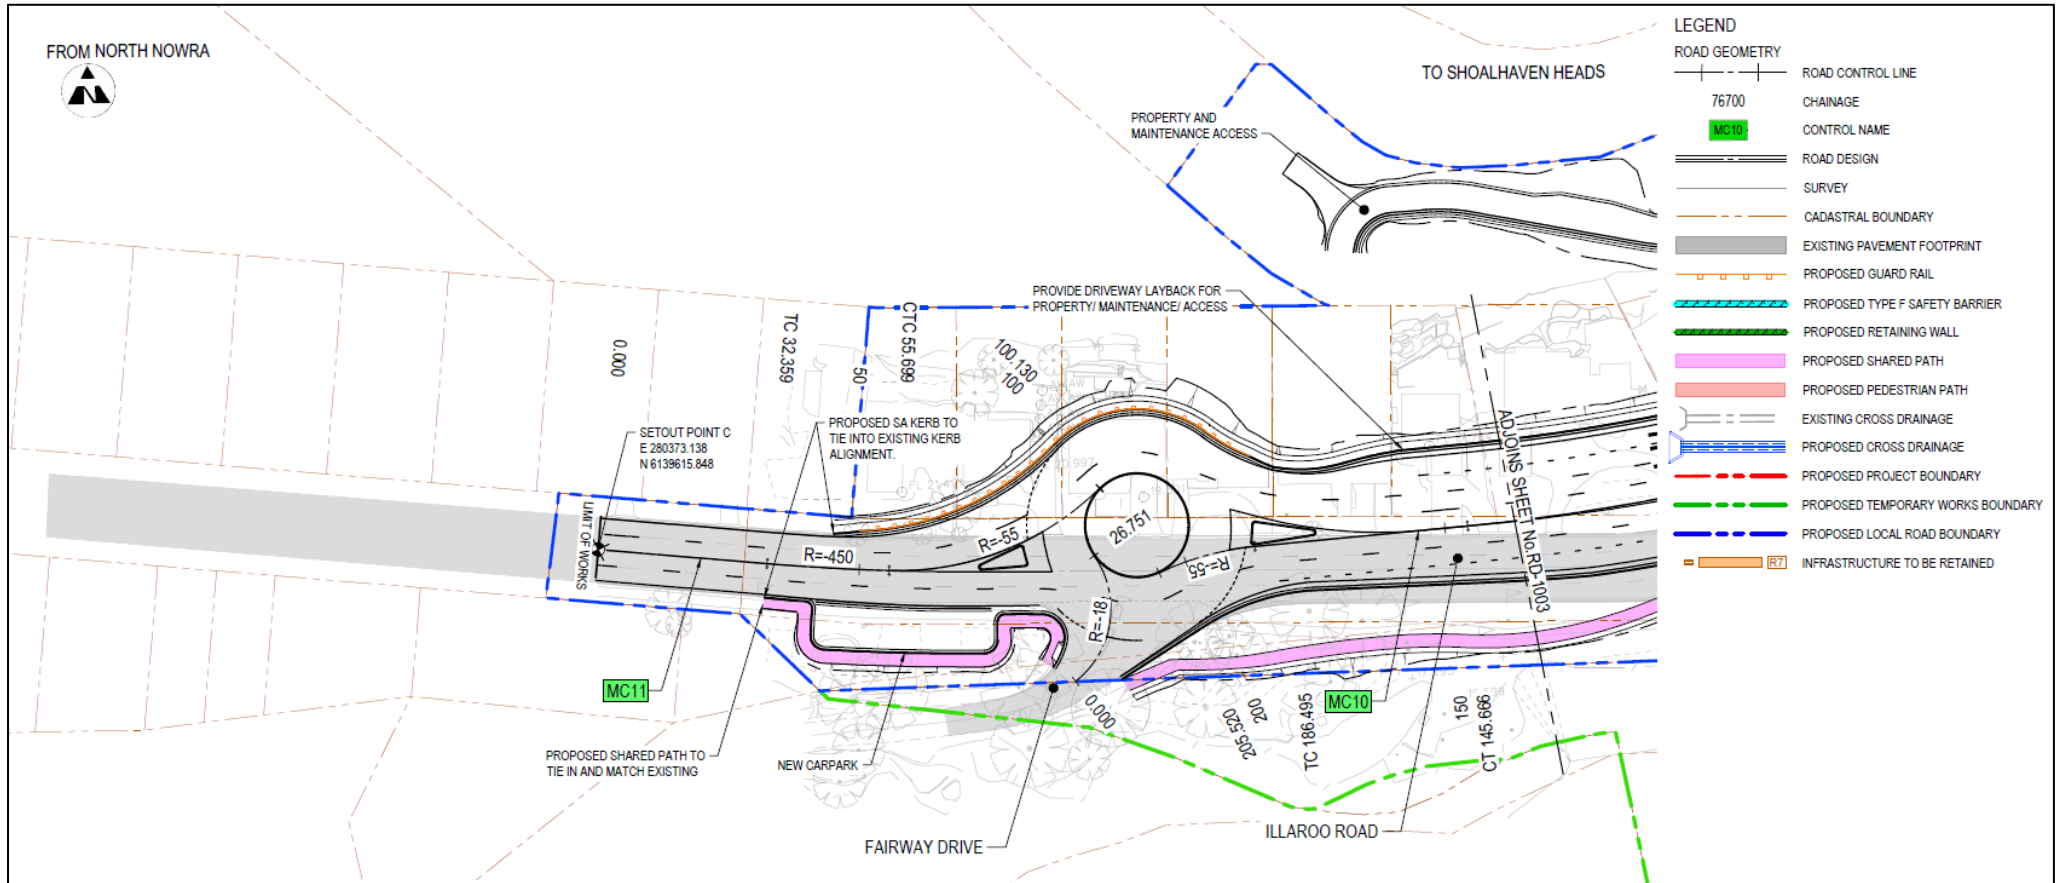 FROM NORTH NOWRA
N
TO SHOALHAVEN HEADS
PROPERTY AND
MAINTENANCE ACCESS
PROVIDE DRIVEWAY LAYBACK FOR
PROPERTY/ MAINTENANCE/ ACCESS
0.000
TC 32.359
50
CTC 55.699
100.130
100
SETOUT POINT C
E 280373.138
N 6139615.848
PROPOSED SA KERB TO
TIE INTO EXISTING KERB
ALIGNMENT.
LIMIT OF WORKS
R=-450
R=-55
26.751
R=-55
R=-18
ADJOINS SHEET No.RD-1003
MC11
MC10
0.000
205.520
200
TC 186.495
150
CT 145.666
PROPOSED SHARED PATH TO
TIE IN AND MATCH EXISTING
NEW CARPARK
FAIRWAY DRIVE
ILLAROO ROAD
LEGEND
ROAD GEOMETRY
ROAD CONTROL LINE
76700 CHAINAGE
MC10 CONTROL NAME
ROAD DESIGN
SURVEY
CADASTRAL BOUNDARY
EXISTING PAVEMENT FOOTPRINT
PROPOSED GUARD RAIL
PROPOSED TYPE F SAFETY BARRIER
PROPOSED RETAINING WALL
PROPOSED SHARED PATH
PROPOSED PEDESTRIAN PATH
EXISTING CROSS DRAINAGE
PROPOSED CROSS DRAINAGE
PROPOSED PROJECT BOUNDARY
PROPOSED TEMPORARY WORKS BOUNDARY
PROPOSED LOCAL ROAD BOUNDARY
R7 INFRASTRUCTURE TO BE RETAINED